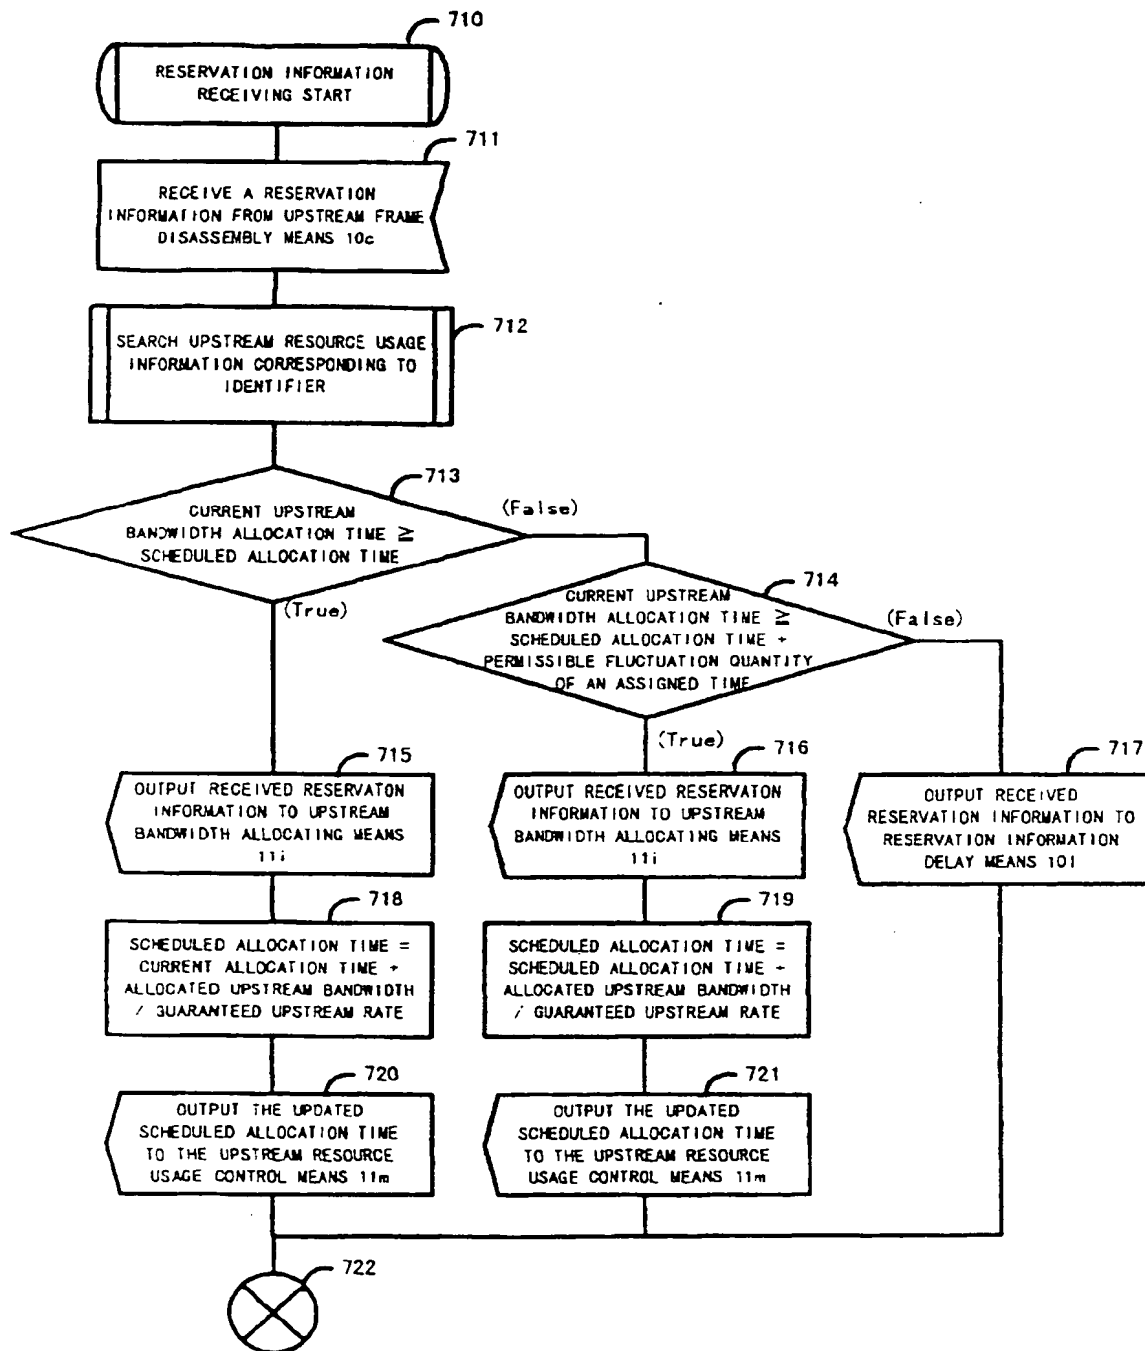 710
RESERVATION INFORMATION
RECEIVING START
711
RECEIVE A RESERVATION
INFORMATION FROM UPSTREAM FRAME
DISASSEMBLY MEANS 10c
712
SEARCH UPSTREAM RESOURCE USAGE
INFORMATION CORRESPONDING TO
IDENTIFIER
713
CURRENT UPSTREAM
BANDWIDTH ALLOCATION TIME ≧
SCHEDULED ALLOCATION TIME
(False)
(True)
714
CURRENT UPSTREAM
BANDWIDTH ALLOCATION TIME ≧
SCHEDULED ALLOCATION TIME -
PERMISSIBLE FLUCTUATION QUANTITY
OF AN ASSIGNED TIME
(False)
(True)
715
OUTPUT RECEIVED RESERVATON
INFORMATION TO UPSTREAM
BANDWIDTH ALLOCATING MEANS
11i
716
OUTPUT RECEIVED RESERVATON
INFORMATION TO UPSTREAM
BANDWIDTH ALLOCATING MEANS
11i
717
OUTPUT RECEIVED
RESERVATION INFORMATION TO
RESERVATION INFORMATION
DELAY MEANS 10l
718
SCHEDULED ALLOCATION TIME =
CURRENT ALLOCATION TIME +
ALLOCATED UPSTREAM BANDWIDTH
/ GUARANTEED UPSTREAM RATE
719
SCHEDULED ALLOCATION TIME =
SCHEDULED ALLOCATION TIME +
ALLOCATED UPSTREAM BANDWIDTH
/ GUARANTEED UPSTREAM RATE
720
OUTPUT THE UPDATED
SCHEDULED ALLOCATION TIME
TO THE UPSTREAM RESOURCE
USAGE CONTROL MEANS 11m
721
OUTPUT THE UPDATED
SCHEDULED ALLOCATION TIME
TO THE UPSTREAM RESOURCE
USAGE CONTROL MEANS 11m
722